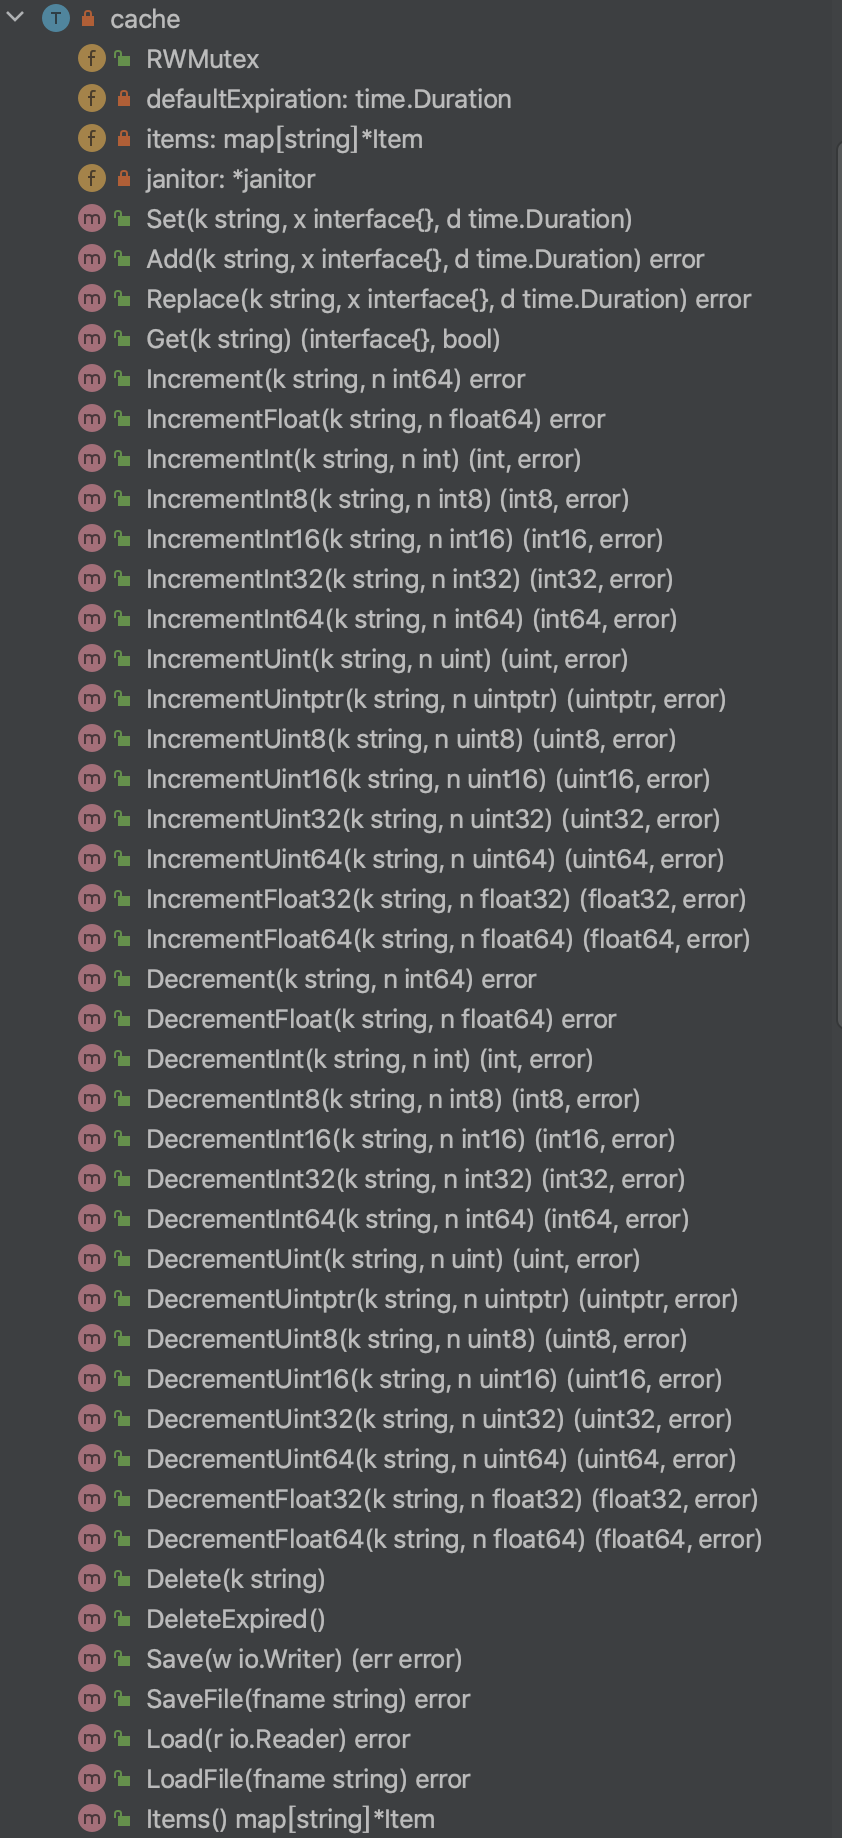 T cache
f RWMutex
f defaultExpiration: time.Duration
f items: map[string]*Item
f janitor: *janitor
m Set(k string, x interface{}, d time.Duration)
m Add(k string, x interface{}, d time.Duration) error
m Replace(k string, x interface{}, d time.Duration) error
m Get(k string) (interface{}, bool)
m Increment(k string, n int64) error
m IncrementFloat(k string, n float64) error
m IncrementInt(k string, n int) (int, error)
m IncrementInt8(k string, n int8) (int8, error)
m IncrementInt16(k string, n int16) (int16, error)
m IncrementInt32(k string, n int32) (int32, error)
m IncrementInt64(k string, n int64) (int64, error)
m IncrementUint(k string, n uint) (uint, error)
m IncrementUintptr(k string, n uintptr) (uintptr, error)
m IncrementUint8(k string, n uint8) (uint8, error)
m IncrementUint16(k string, n uint16) (uint16, error)
m IncrementUint32(k string, n uint32) (uint32, error)
m IncrementUint64(k string, n uint64) (uint64, error)
m IncrementFloat32(k string, n float32) (float32, error)
m IncrementFloat64(k string, n float64) (float64, error)
m Decrement(k string, n int64) error
m DecrementFloat(k string, n float64) error
m DecrementInt(k string, n int) (int, error)
m DecrementInt8(k string, n int8) (int8, error)
m DecrementInt16(k string, n int16) (int16, error)
m DecrementInt32(k string, n int32) (int32, error)
m DecrementInt64(k string, n int64) (int64, error)
m DecrementUint(k string, n uint) (uint, error)
m DecrementUintptr(k string, n uintptr) (uintptr, error)
m DecrementUint8(k string, n uint8) (uint8, error)
m DecrementUint16(k string, n uint16) (uint16, error)
m DecrementUint32(k string, n uint32) (uint32, error)
m DecrementUint64(k string, n uint64) (uint64, error)
m DecrementFloat32(k string, n float32) (float32, error)
m DecrementFloat64(k string, n float64) (float64, error)
m Delete(k string)
m DeleteExpired()
m Save(w io.Writer) (err error)
m SaveFile(fname string) error
m Load(r io.Reader) error
m LoadFile(fname string) error
m Items() map[string]*Item